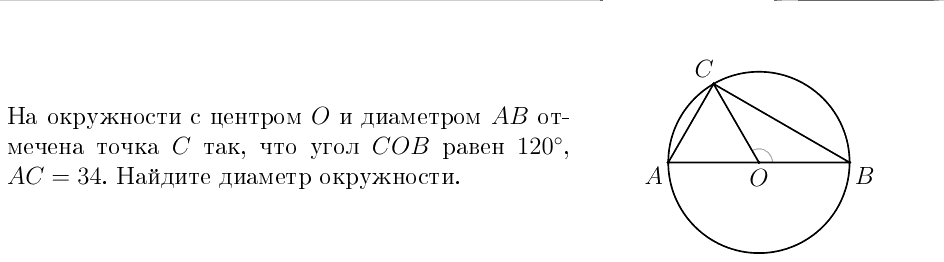 На окружности с центром O и диаметром AB от-
мечена точка C так, что угол COB равен 120°,
AC = 34. Найдите диаметр окружности.
C
A
O
B